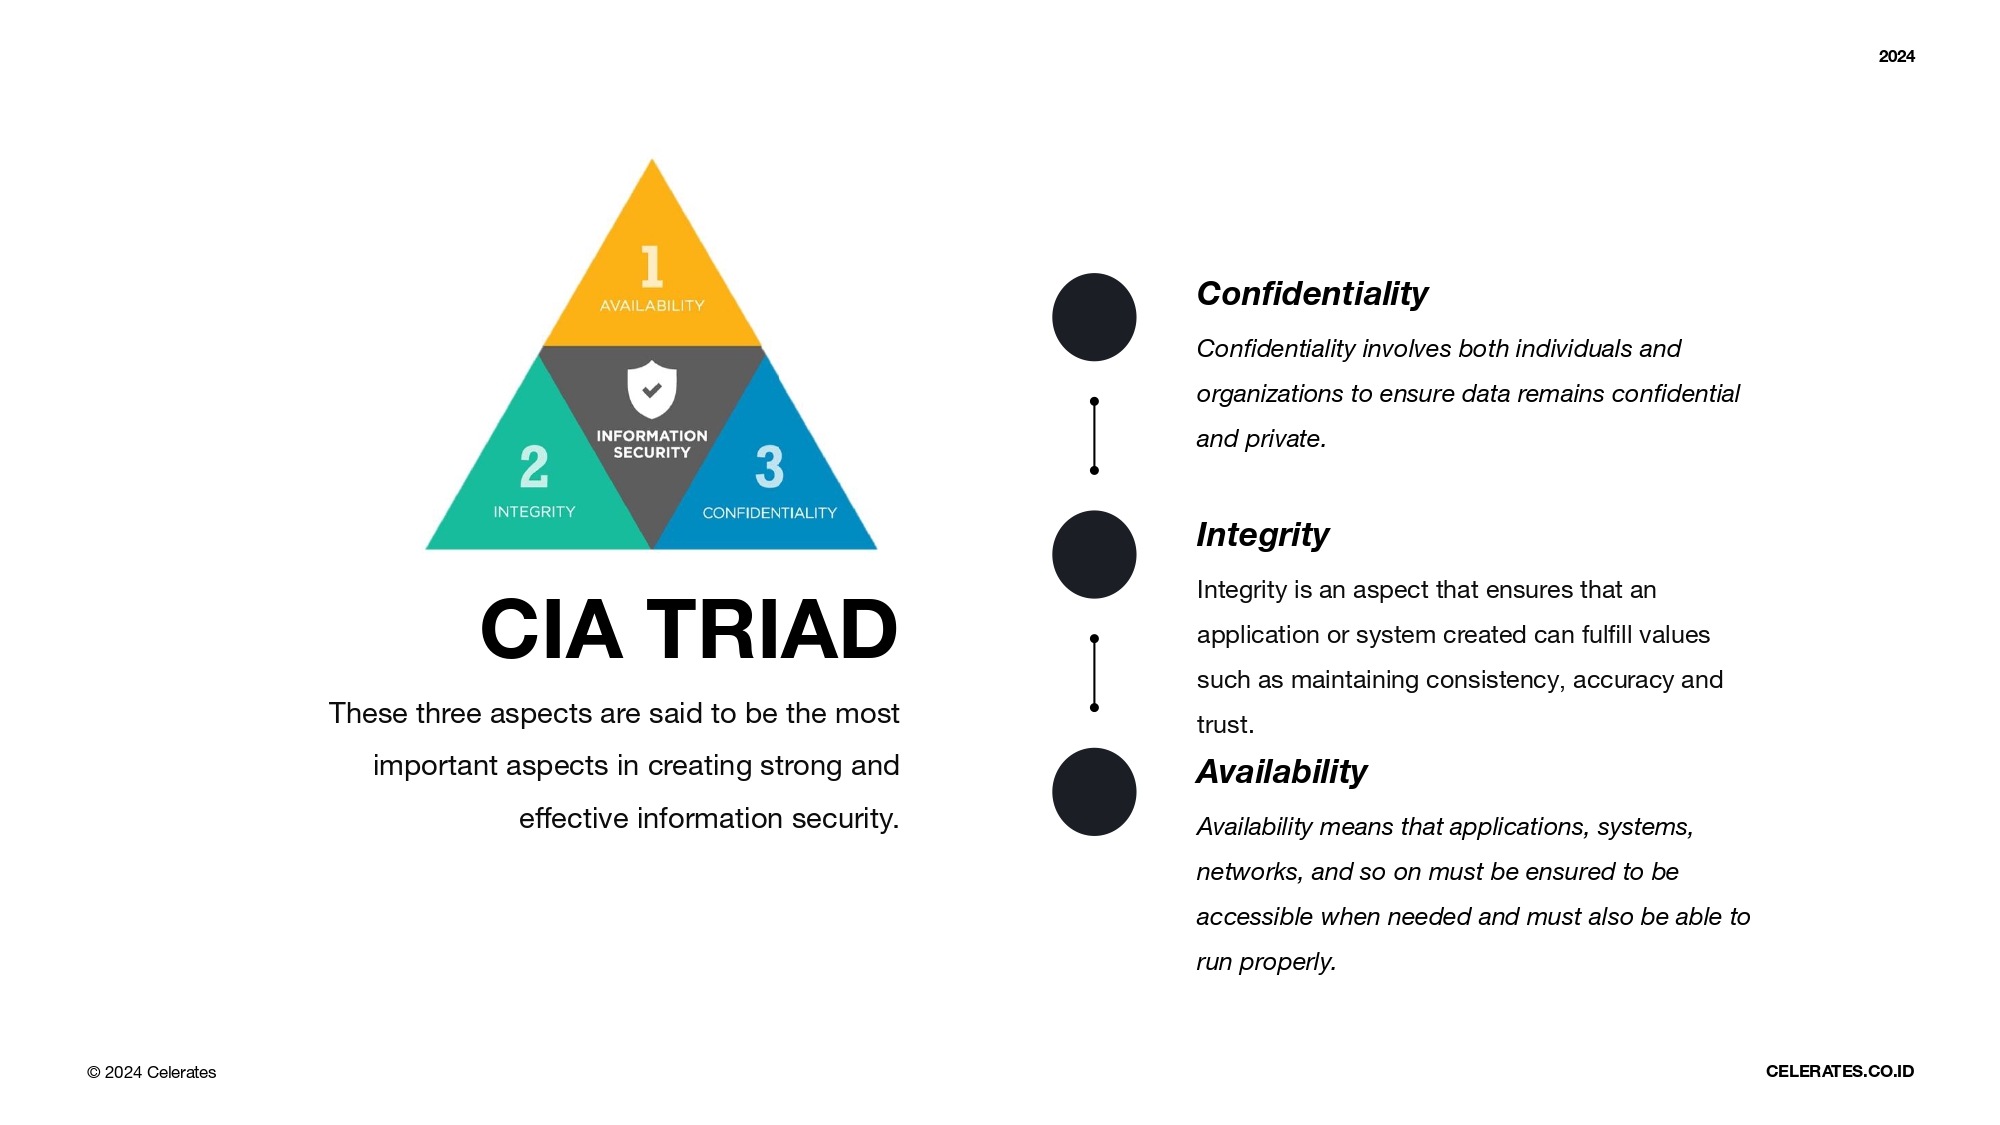 2024
1
AVAILABILITY
INFORMATION
SECURITY
2
INTEGRITY
3
CONFIDENTIALITY
CIA TRIAD
These three aspects are said to be the most
important aspects in creating strong and
effective information security.
Confidentiality
Confidentiality involves both individuals and
organizations to ensure data remains confidential
and private.
Integrity
Integrity is an aspect that ensures that an
application or system created can fulfill values
such as maintaining consistency, accuracy and
trust.
Availability
Availability means that applications, systems,
networks, and so on must be ensured to be
accessible when needed and must also be able to
run properly.
© 2024 Celerates
CELERATES.CO.ID